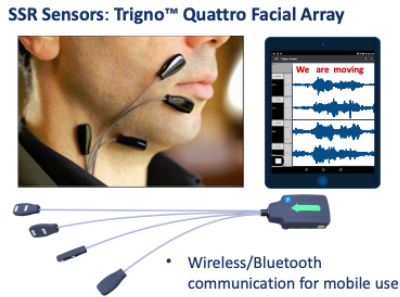 SSR Sensors: Trigno™ Quattro Facial Array
We are moving
• Wireless/Bluetooth
communication for mobile use